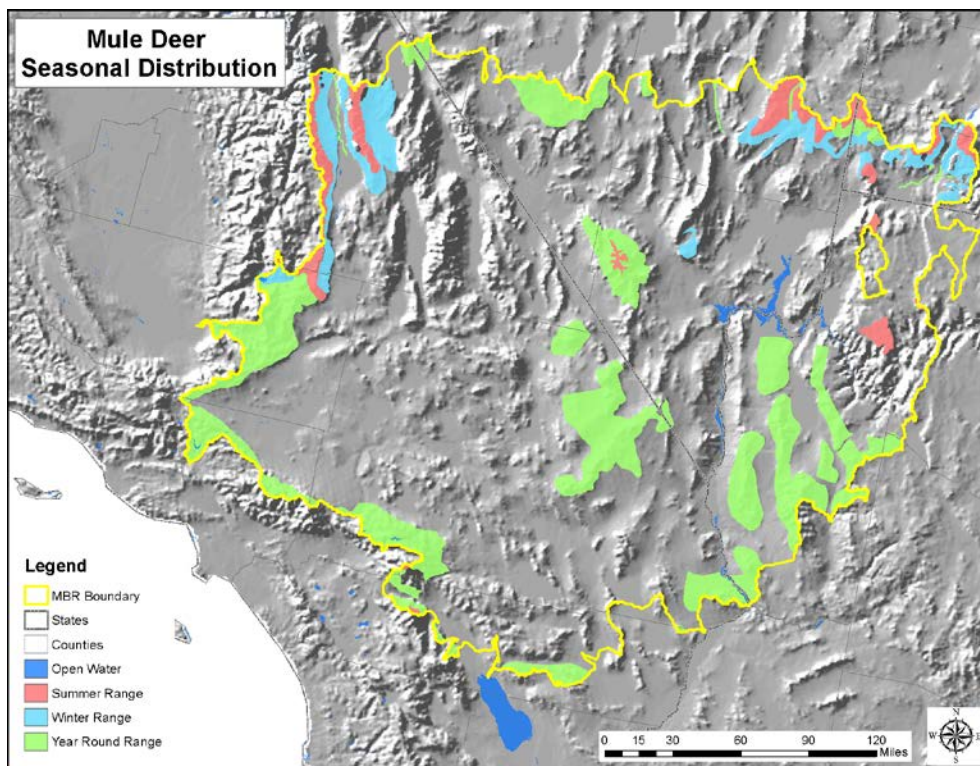 Mule Deer
Seasonal Distribution
Legend
MBR Boundary
States
Counties
Open Water
Summer Range
Winter Range
Year Round Range
N
W E
S
0 15 30 60 90 120
Miles